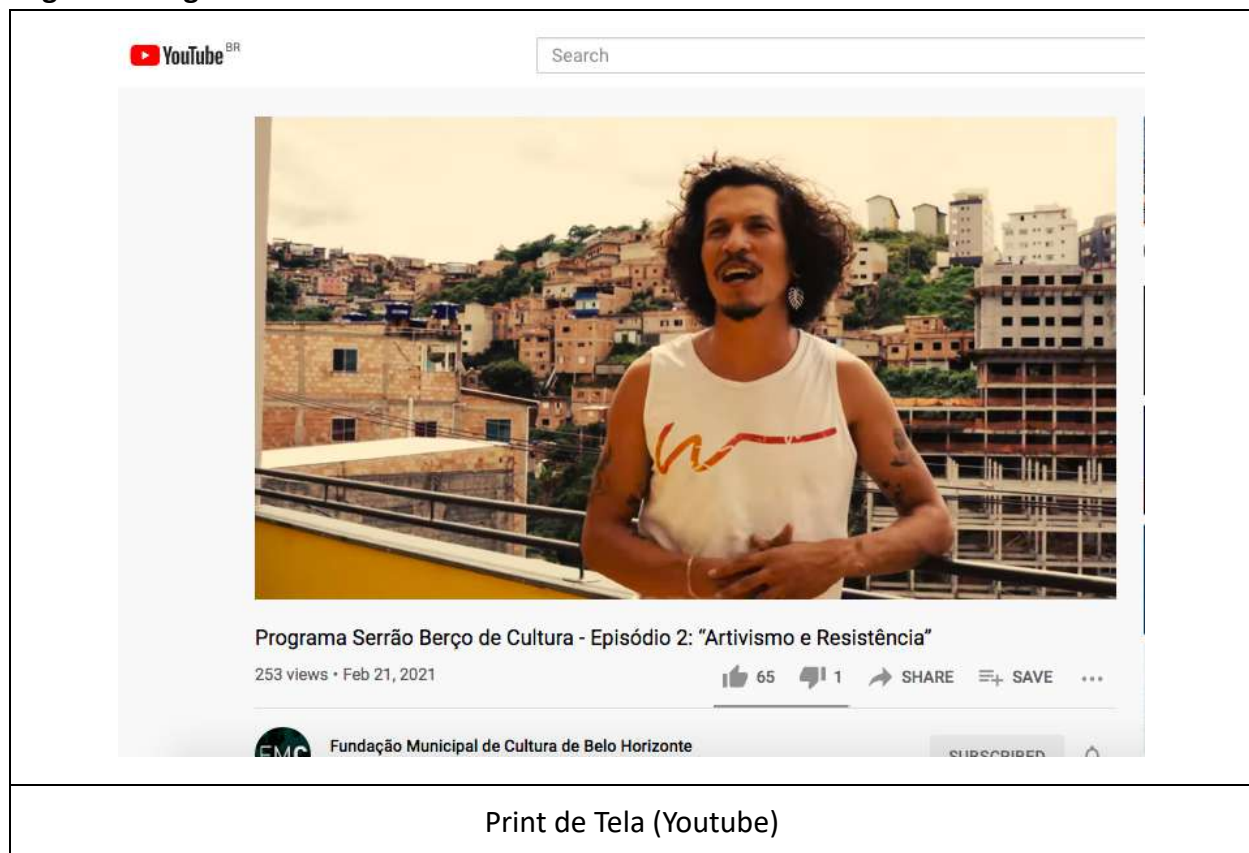 YouTube BR
Search
Programa Serrão Berço de Cultura - Episódio 2: “Artivismo e Resistência”
253 views • Feb 21, 2021
65 1 SHARE SAVE
FMC Fundação Municipal de Cultura de Belo Horizonte
SUBSCRIBED
Print de Tela (Youtube)